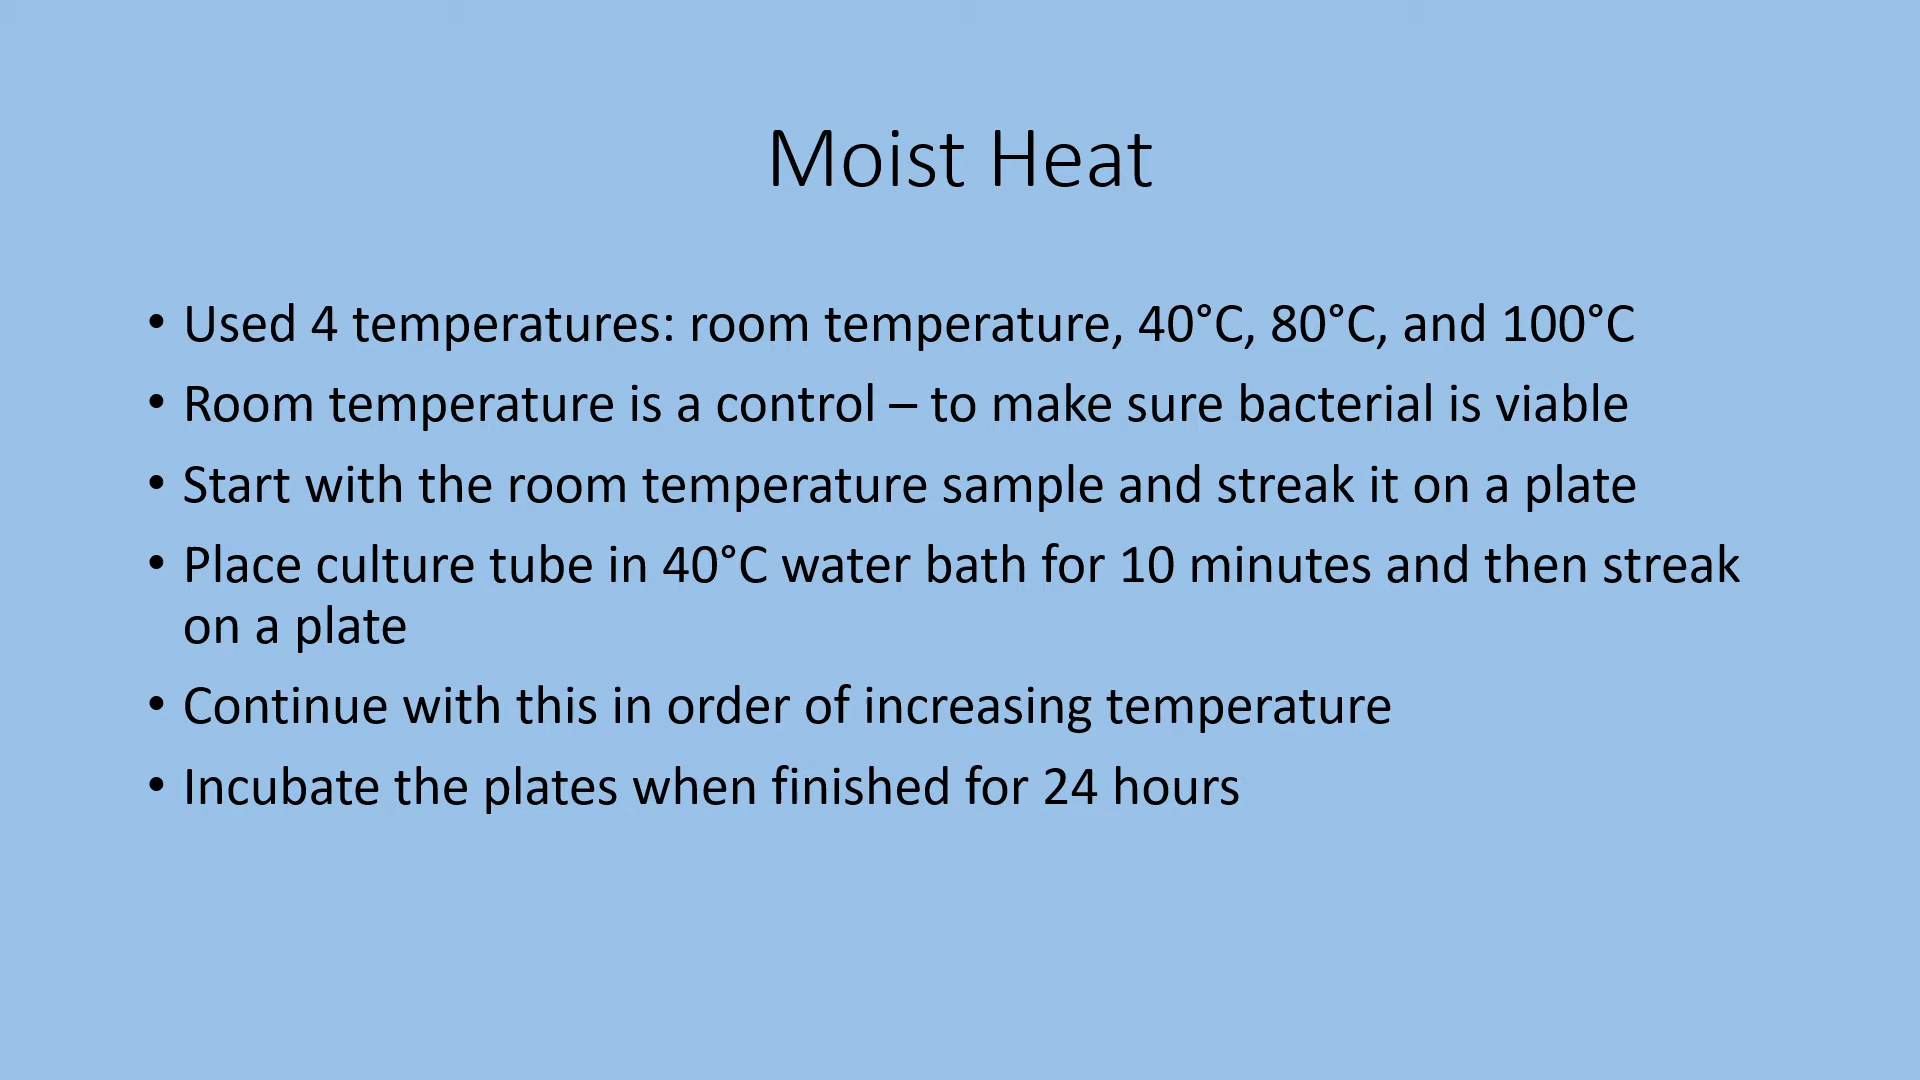 Moist Heat
• Used 4 temperatures: room temperature, 40°C, 80°C, and 100°C
• Room temperature is a control – to make sure bacterial is viable
• Start with the room temperature sample and streak it on a plate
• Place culture tube in 40°C water bath for 10 minutes and then streak
on a plate
• Continue with this in order of increasing temperature
• Incubate the plates when finished for 24 hours